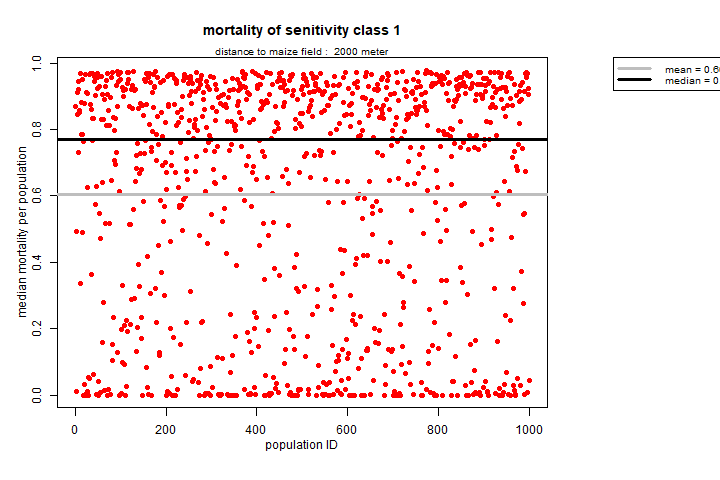 mortality of senitivity class 1
distance to maize field : 2000 meter
mean = 0.60
median = 0.
median mortality per population
1.0
0.8
0.6
0.4
0.2
0.0
0
200
400
600
800
1000
population ID